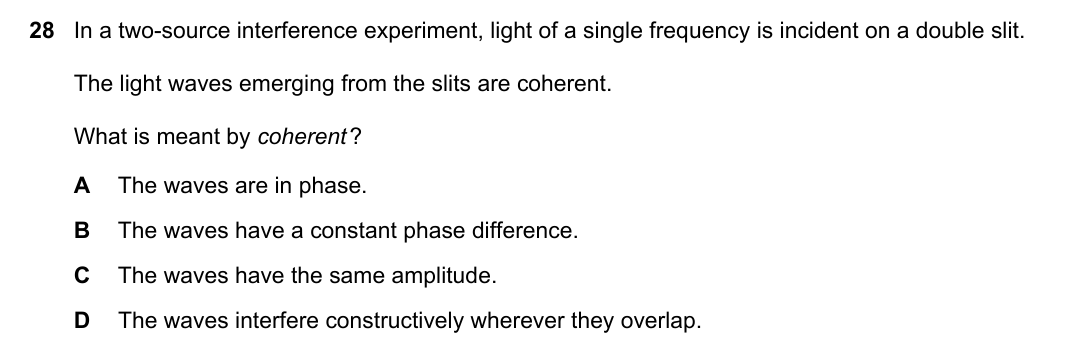 28 In a two-source interference experiment, light of a single frequency is incident on a double slit.
The light waves emerging from the slits are coherent.
What is meant by coherent?
A The waves are in phase.
B The waves have a constant phase difference.
C The waves have the same amplitude.
D The waves interfere constructively wherever they overlap.